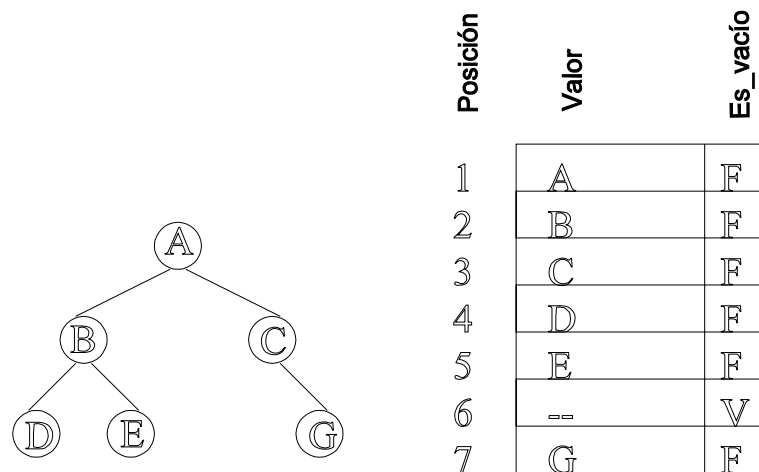 Posición Valor Es_vacío
1 A F
2 B F
3 C F
4 D F
5 E F
6 -- V
7 G F
A
B C
D E G